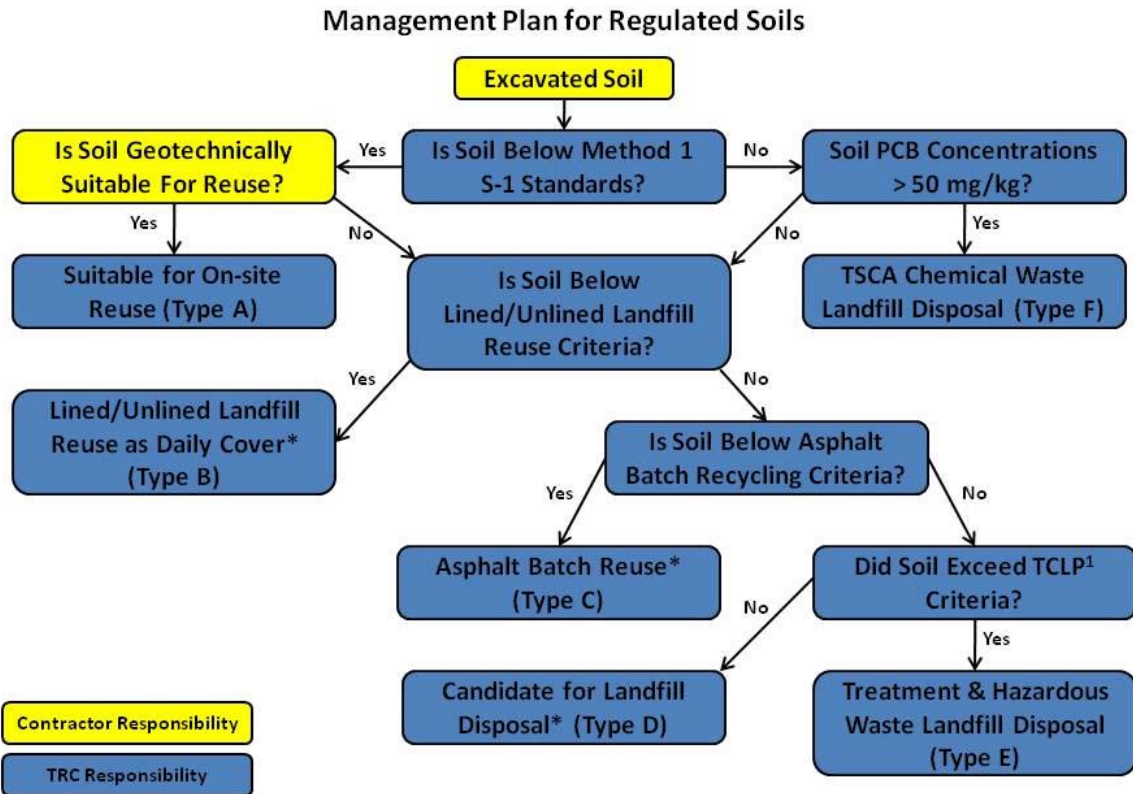 Management Plan for Regulated Soils
Excavated Soil
Is Soil Geotechnically
Suitable For Reuse?
Yes
Is Soil Below Method 1
S-1 Standards?
No
Soil PCB Concentrations
> 50 mg/kg?
Yes
No
No
Yes
Suitable for On-site
Reuse (Type A)
Is Soil Below
Lined/Unlined Landfill
Reuse Criteria?
TSCA Chemical Waste
Landfill Disposal (Type F)
Yes
No
Lined/Unlined Landfill
Reuse as Daily Cover*
(Type B)
Is Soil Below Asphalt
Batch Recycling Criteria?
Yes
No
Asphalt Batch Reuse*
(Type C)
Did Soil Exceed TCLP¹
Criteria?
No
Yes
Candidate for Landfill
Disposal* (Type D)
Treatment & Hazardous
Waste Landfill Disposal
(Type E)
Contractor Responsibility
TRC Responsibility